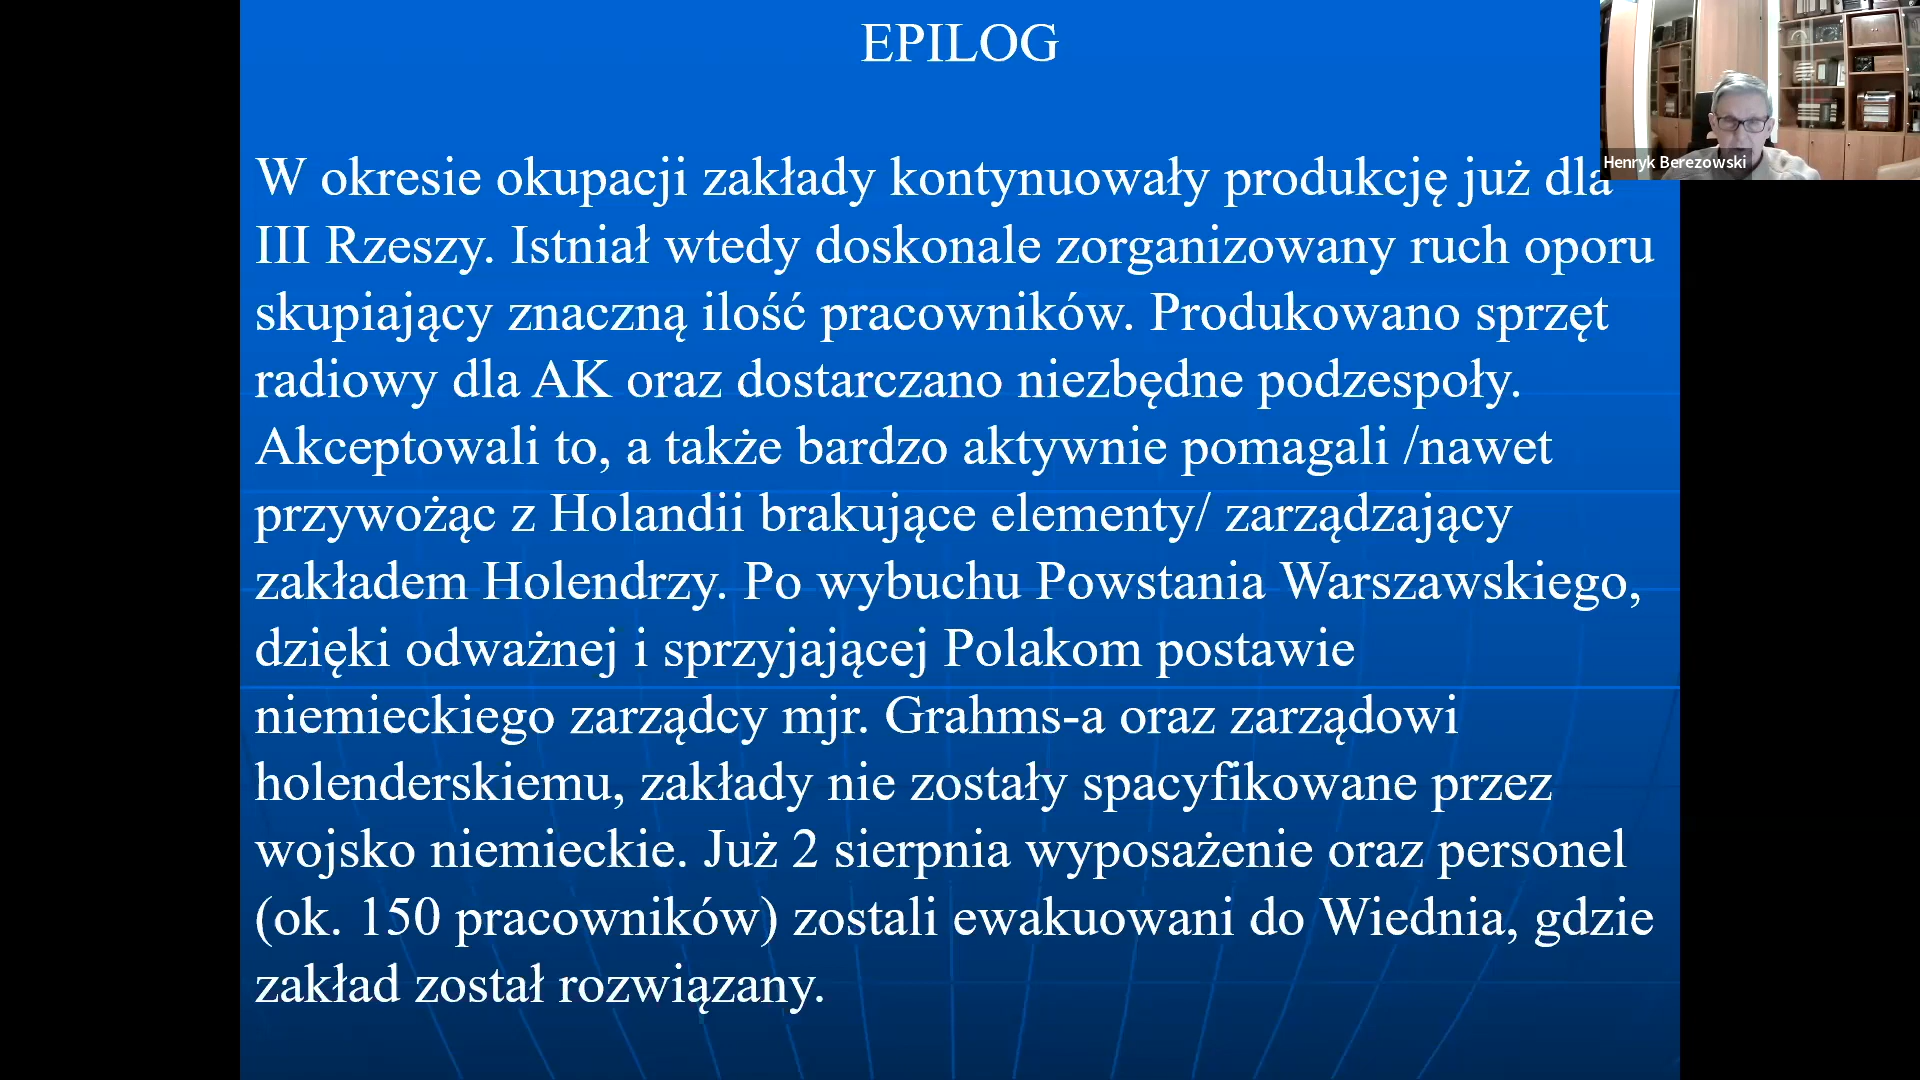 EPILOG
Henryk Berezowski
W okresie okupacji zakłady kontynuowały produkcję już dla
III Rzeszy. Istniał wtedy doskonale zorganizowany ruch oporu
skupiający znaczną ilość pracowników. Produkowano sprzęt
radiowy dla AK oraz dostarczano niezbędne podzespoły.
Akceptowali to, a także bardzo aktywnie pomagali /nawet
przywożąc z Holandii brakujące elementy/ zarządzający
zakładem Holendrzy. Po wybuchu Powstania Warszawskiego,
dzięki odważnej i sprzyjającej Polakom postawie
niemieckiego zarządcy mjr. Grahms-a oraz zarządowi
holenderskiemu, zakłady nie zostały spacyfikowane przez
wojsko niemieckie. Już 2 sierpnia wyposażenie oraz personel
(ok. 150 pracowników) zostali ewakuowani do Wiednia, gdzie
zakład został rozwiązany.